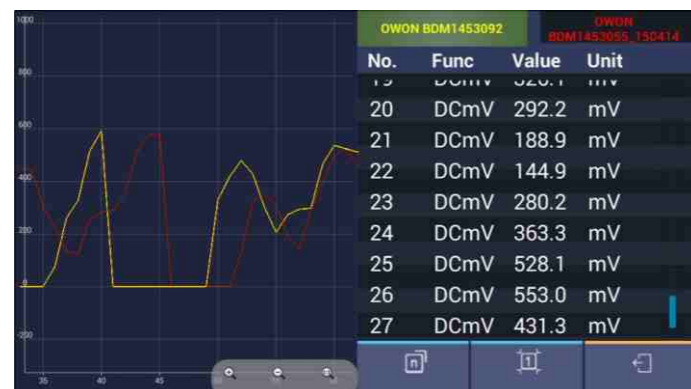 1000
800
600
400
200
0
-200
35
40
45
OWON BDM1453092
OWON
BDM1453055_150414
No. Func Value Unit
20 DCmV 292.2 mV
21 DCmV 188.9 mV
22 DCmV 144.9 mV
23 DCmV 280.2 mV
24 DCmV 363.3 mV
25 DCmV 528.1 mV
26 DCmV 553.0 mV
27 DCmV 431.3 mV
n
1